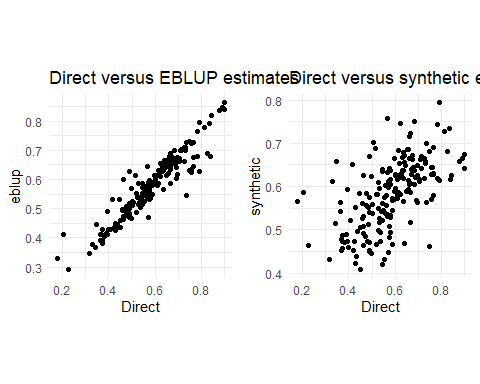 Direct versus EBLUP estimates
Direct versus synthetic e
0.8
0.7
0.6
0.5
0.4
0.3
eblup
0.2 0.4 0.6 0.8
Direct
0.8
0.7
0.6
0.5
0.4
synthetic
0.2 0.4 0.6 0.8
Direct